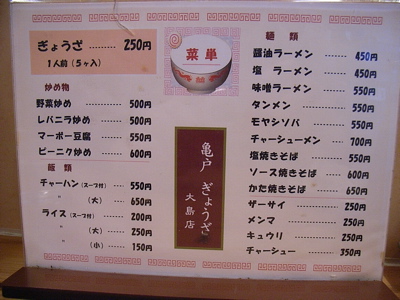 ぎょうざ ………… 250円
1人前（5ヶ入）
炒め物
野菜炒め ……… 500円
レバニラ炒め …… 500円
マーボー豆腐 …… 550円
ピーニク炒め …… 600円
飯類
チャーハン(スープ付) …… 550円
〃 (大) …… 650円
ライス(スープ付) …… 200円
〃 (大) …… 250円
〃 (小) …… 150円
菜単
亀戸 ぎょうざ
大島店
麺類
醤油ラーメン …… 450円
塩 ラーメン …… 450円
味噌ラーメン …… 550円
タンメン ……… 550円
モヤシソバ …… 550円
チャーシューメン …… 700円
塩焼きそば …… 550円
ソース焼きそば …… 600円
かた焼きそば …… 650円
ザーサイ ……… 250円
メンマ ……… 250円
キュウリ ……… 250円
チャーシュー …… 350円